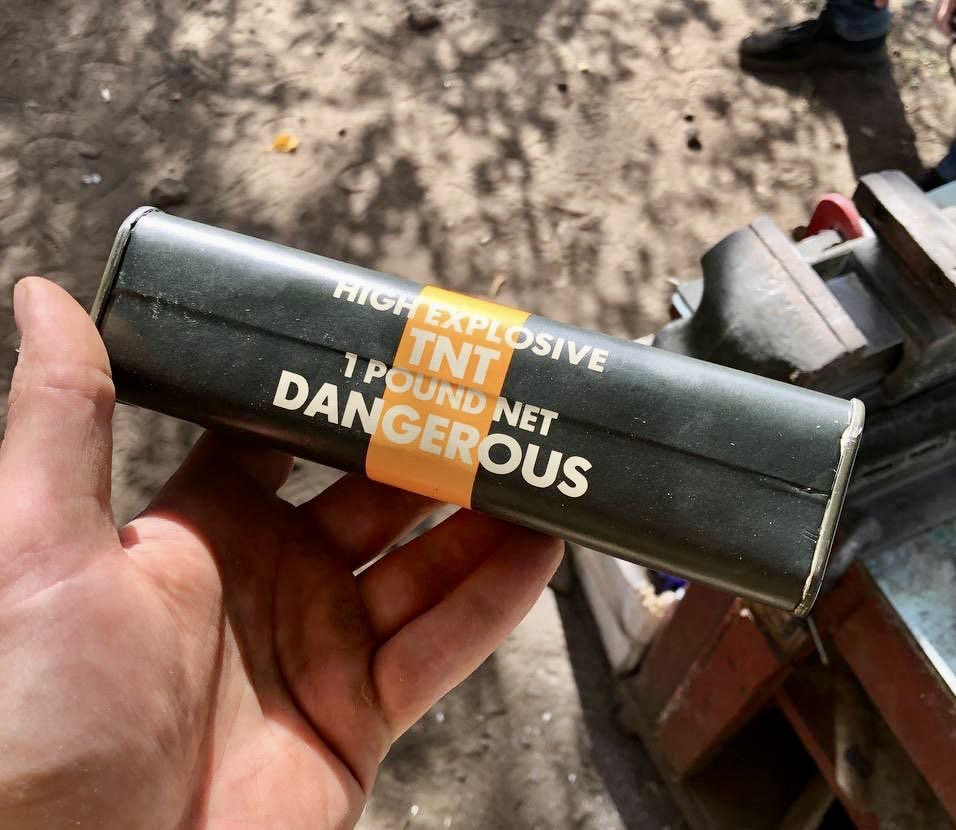 HIGH EXPLOSIVE
TNT
1 POUND NET
DANGEROUS